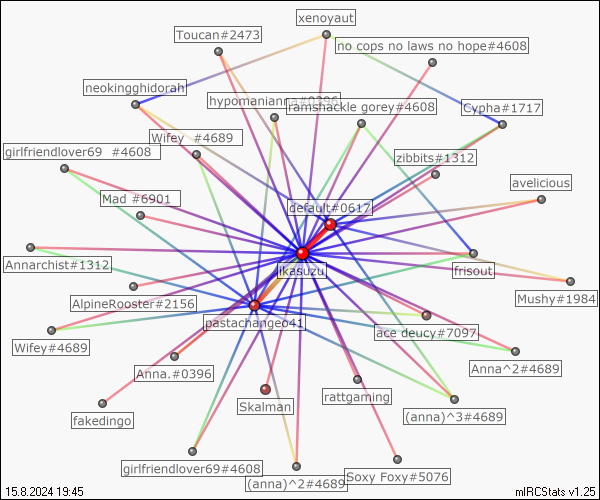 xenoyaut
Toucan#2473
no cops no laws no hope#4608
neokingghidorah
hypomanianna#0396
ramshackle gorey#4608
Cypha#1717
Wifey  #4689
girlfriendlover69  #4608
zibbits#1312
Mad #6901
avelicious
default#0617
Annarchist#1312
ikasuzu
frisout
AlpineRooster#2156
Mushy#1984
pastachange041
ace deucy#7097
Wifey#4689
Anna.#0396
Anna^2#4689
fakedingo
Skalman
rattgaming
(anna)^3#4689
girlfriendlover69#4608
(anna)^2#4689
Soxy Foxy#5076
15.8.2024 19:45
mIRCStats v1.25